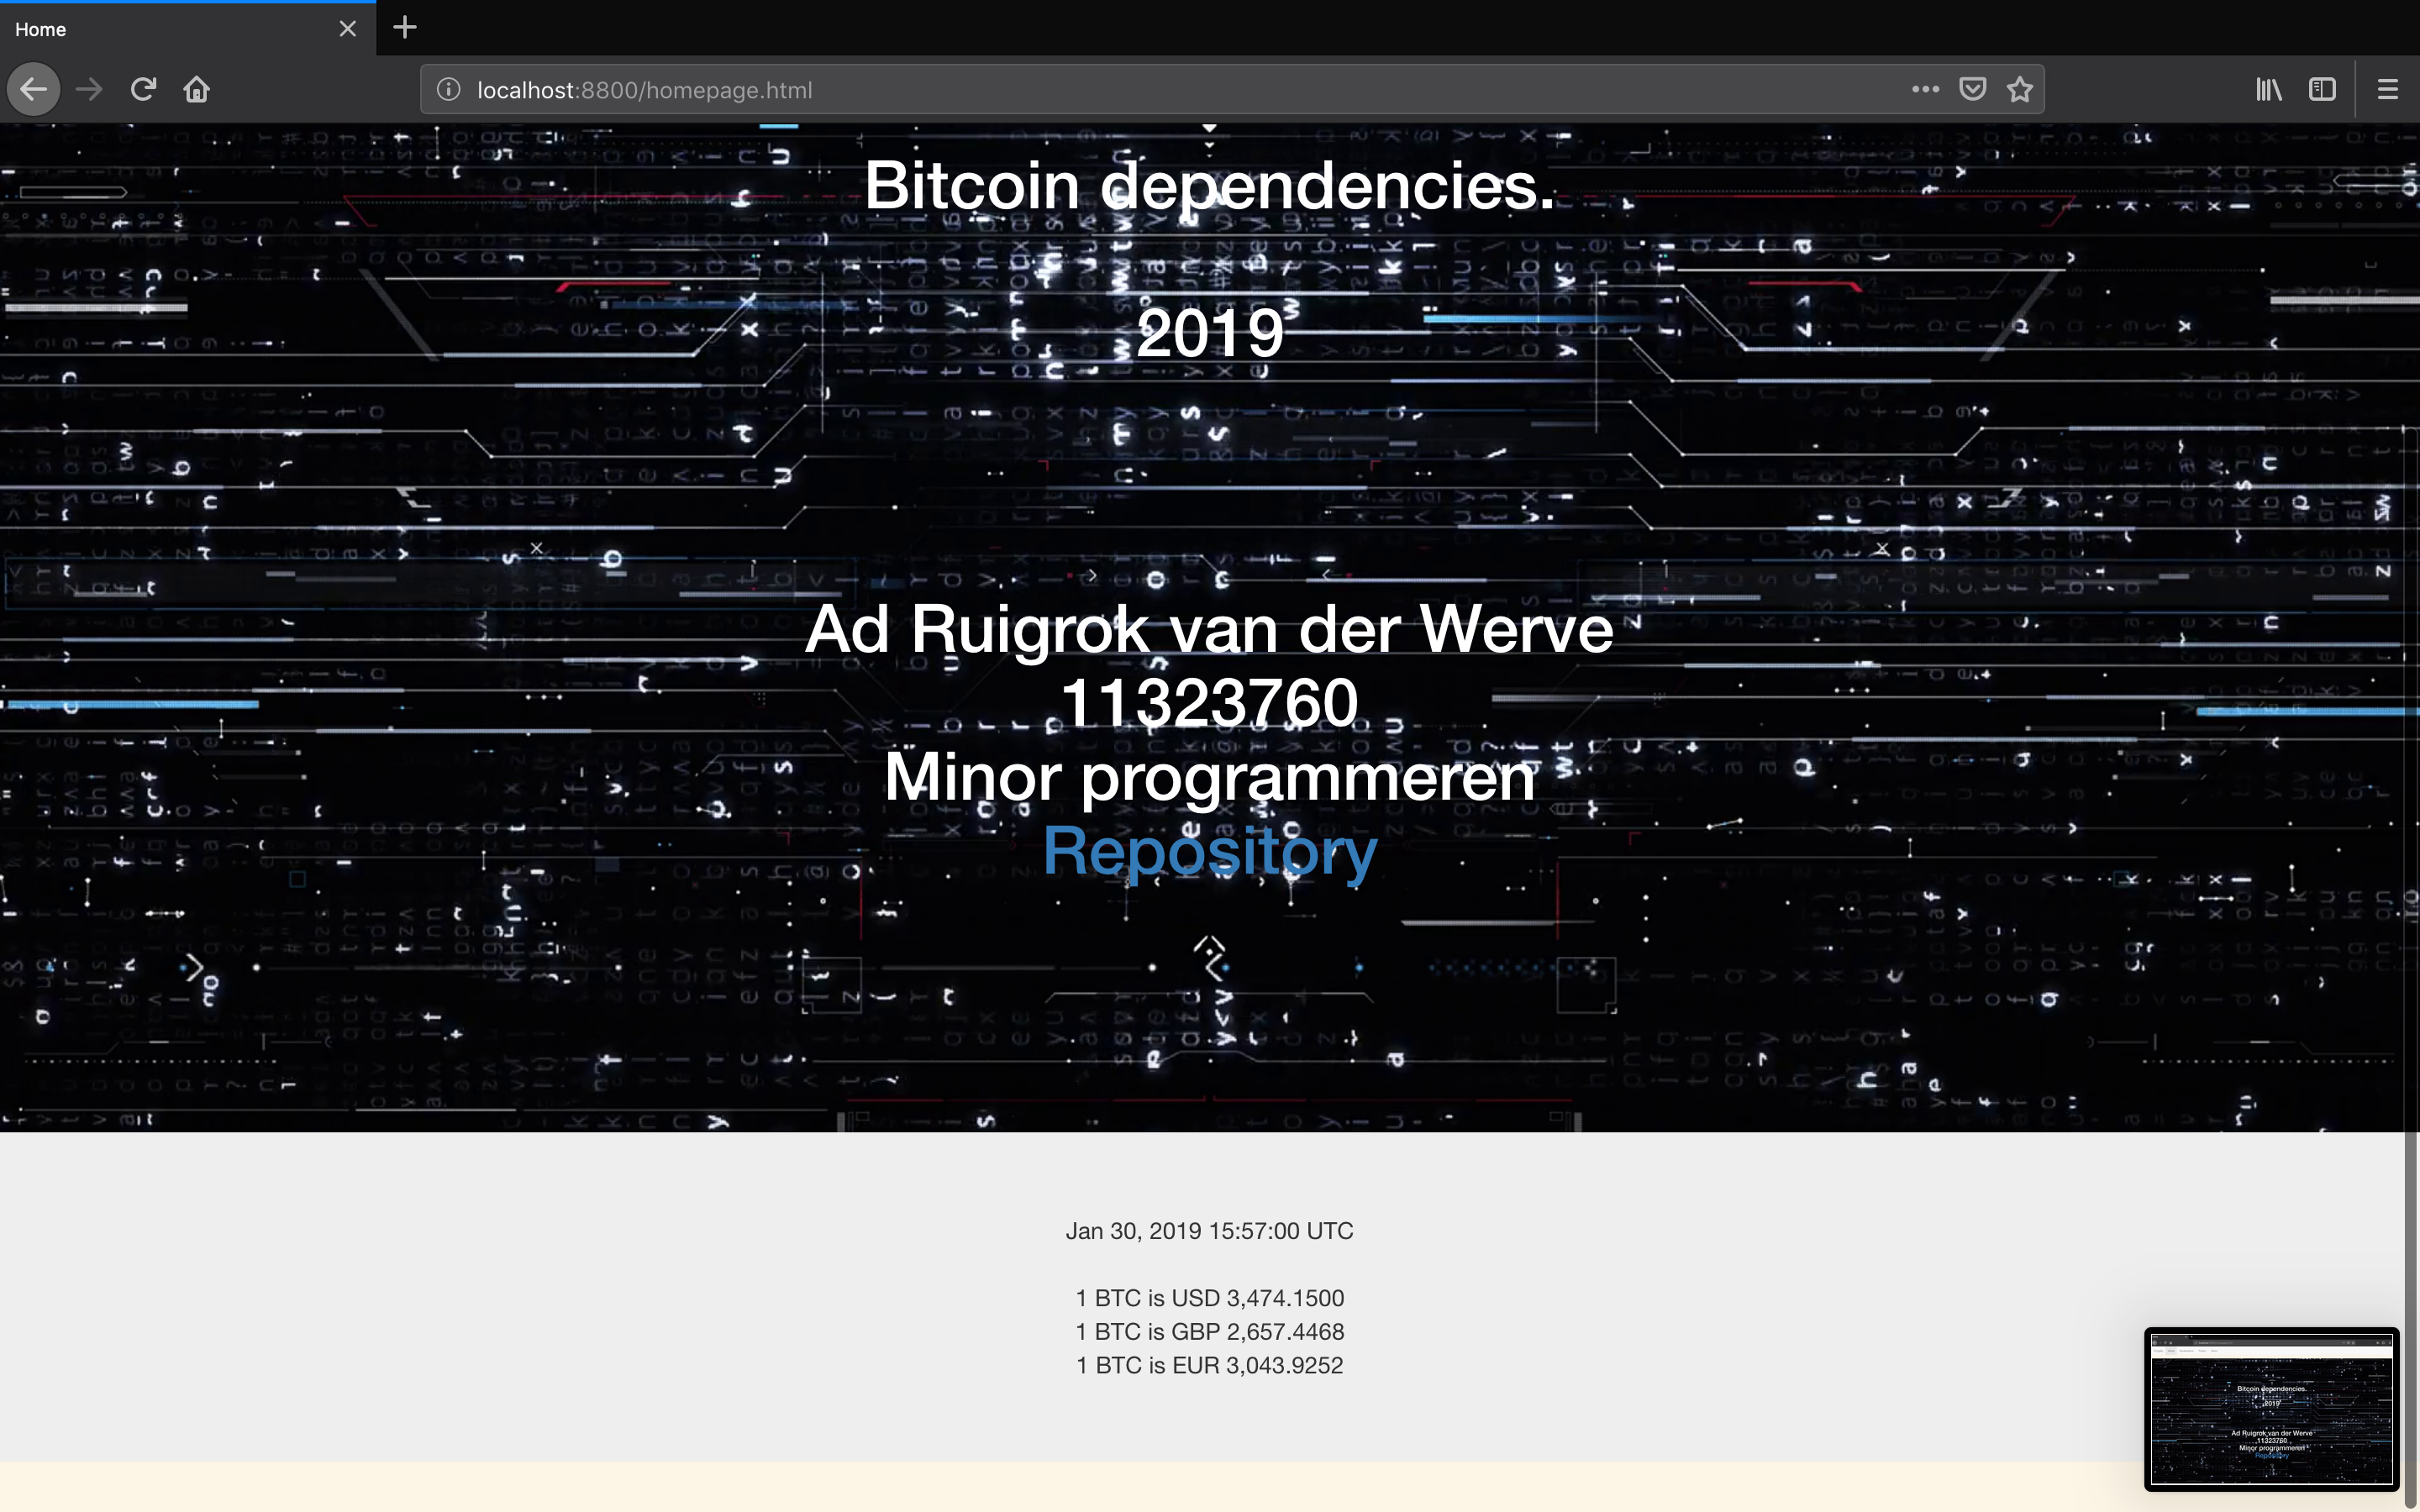 Home
localhost:8800/homepage.html
Bitcoin dependencies.
2019
Ad Ruigrok van der Werve
11323760
Minor programmeren
Repository
Jan 30, 2019 15:57:00 UTC
1 BTC is USD 3,474.1500
1 BTC is GBP 2,657.4468
1 BTC is EUR 3,043.9252
Bitcoin dependencies.
2019
Ad Ruigrok van der Werve
11323760
Minor programmeren
Repository